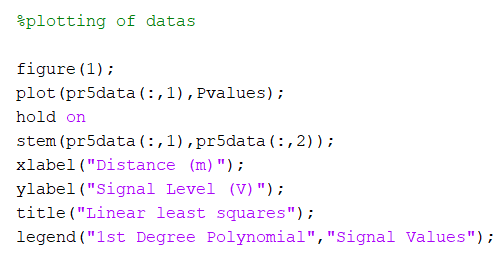 %plotting of datas
figure(1);
plot(pr5data(:,1),Pvalues);
hold on
stem(pr5data(:,1),pr5data(:,2));
xlabel("Distance (m)");
ylabel("Signal Level (V)");
title("Linear least squares");
legend("1st Degree Polynomial","Signal Values");